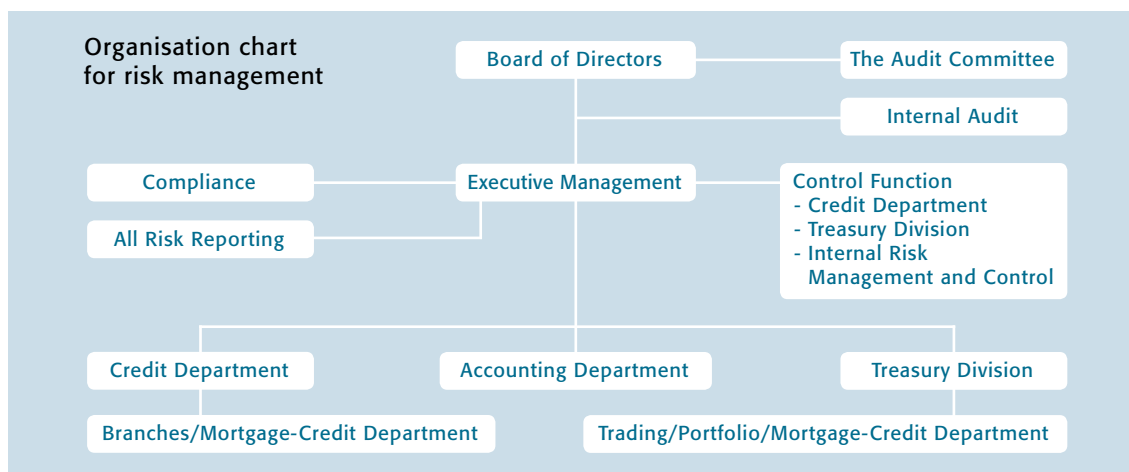 Organisation chart
for risk management
Board of Directors
The Audit Committee
Internal Audit
Compliance
Executive Management
Control Function
- Credit Department
- Treasury Division
- Internal Risk
Management and Control
All Risk Reporting
Credit Department
Accounting Department
Treasury Division
Branches/Mortgage-Credit Department
Trading/Portfolio/Mortgage-Credit Department